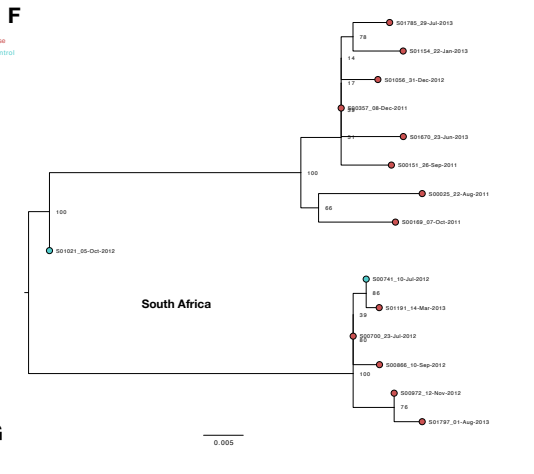 F
se
ntrol
S01785_29-Jul-2013
78
S01154_22-Jan-2013
14
S01056_31-Dec-2012
17
S00357_08-Dec-2011
S01670_23-Jun-2013
S00151_26-Sep-2011
100
S00025_22-Aug-2011
66
S00169_07-Oct-2011
100
S01021_05-Oct-2012
S00741_10-Jul-2012
86
South Africa
S01191_14-Mar-2013
39
S00700_23-Jul-2012
80
S00866_10-Sep-2012
100
S00972_12-Nov-2012
76
S01797_01-Aug-2013
0.005